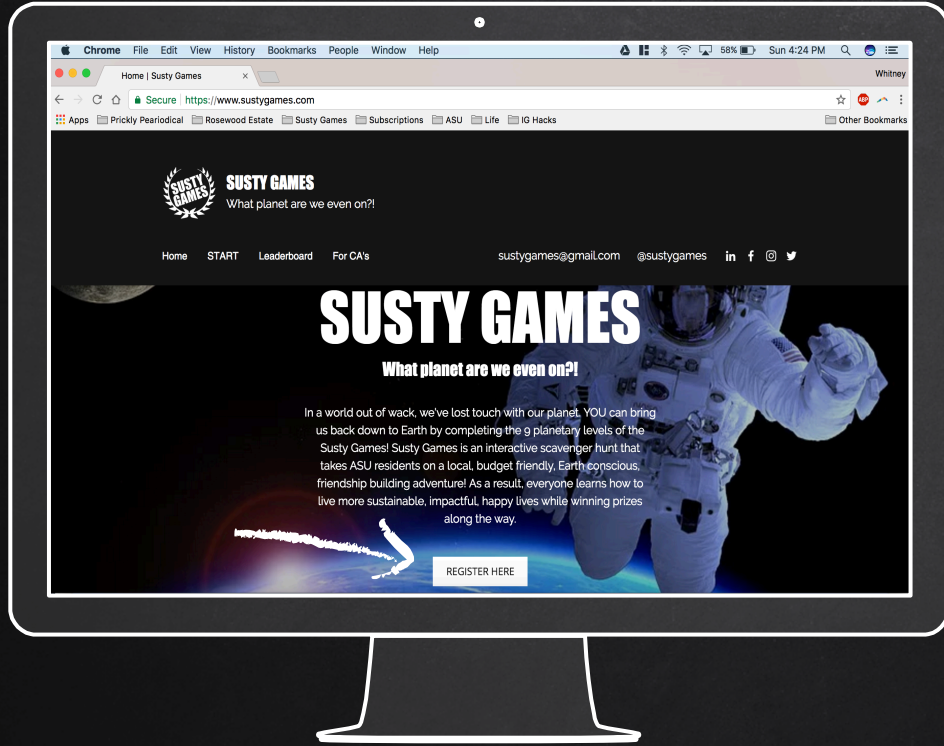 Chrome File Edit View History Bookmarks People Window Help 58% Sun 4:24 PM
Home | Susty Games × Whitney
Secure | https://www.sustygames.com ABP
Apps Prickly Peariodical Rosewood Estate Susty Games Subscriptions ASU Life IG Hacks Other Bookmarks
SUSTY GAMES
SUSTY GAMES
What planet are we even on?!
Home START Leaderboard For CA's sustygames@gmail.com @sustygames in f
SUSTY GAMES
What planet are we even on?!
In a world out of wack, we've lost touch with our planet. YOU can bring
us back down to Earth by completing the 9 planetary levels of the
Susty Games! Susty Games is an interactive scavenger hunt that
takes ASU residents on a local, budget friendly, Earth conscious,
friendship building adventure! As a result, everyone learns how to
live more sustainable, impactful, happy lives while winning prizes
along the way.
REGISTER HERE